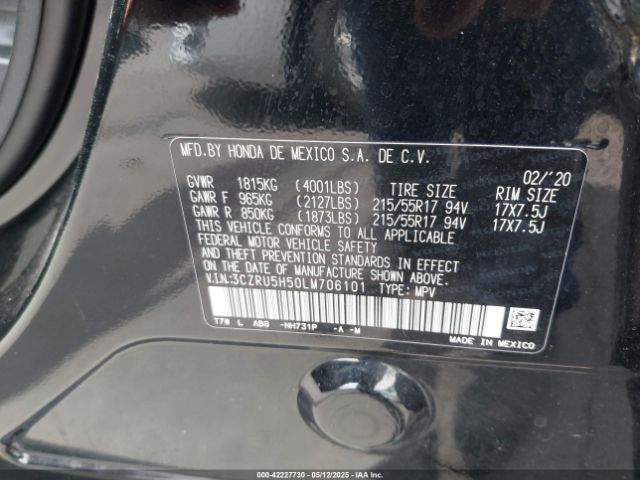 MFD.BY HONDA DE MEXICO S.A. DE C.V.
02/'20
GVWR 1815KG (4001LBS) TIRE SIZE RIM SIZE
GAWR F 965KG (2127LBS) 215/55R17 94V 17X7.5J
GAWR R 850KG (1873LBS) 215/55R17 94V 17X7.5J
THIS VEHICLE CONFORMS TO ALL APPLICABLE
FEDERAL MOTOR VEHICLE SAFETY
AND THEFT PREVENTION STANDARDS IN EFFECT
ON THE DATE OF MANUFACTURE SHOWN ABOVE.
VIN:3CZRU5H50LM706101 TYPE: MPV
T7W L ABB -NH731P -A -M
MADE IN MEXICO
000-42227730 - 05/12/2025 - IAA Inc.